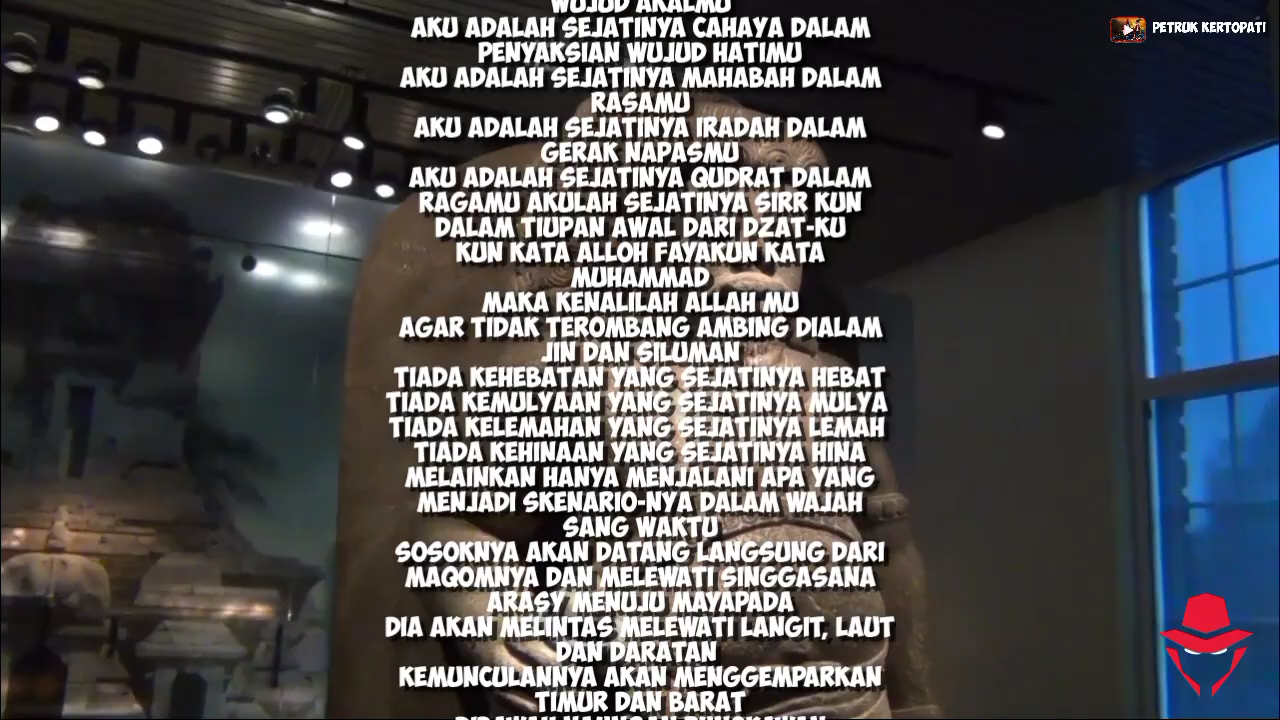 WUJUD AKALMU
AKU ADALAH SEJATINYA CAHAYA DALAM
PENYAKSIAN WUJUD HATIMU
AKU ADALAH SEJATINYA MAHABAH DALAM
RASAMU
AKU ADALAH SEJATINYA IRADAH DALAM
GERAK NAPASMU
AKU ADALAH SEJATINYA QUDRAT DALAM
RAGAMU AKULAH SEJATINYA SIRR KUN
DALAM TIUPAN AWAL DARI DZAT-KU
KUN KATA ALLOH FAYAKUN KATA
MUHAMMAD
MAKA KENALILAH ALLAH MU
AGAR TIDAK TEROMBANG AMBING DIALAM
JIN DAN SILUMAN
TIADA KEHEBATAN YANG SEJATINYA HEBAT
TIADA KEMULYAAN YANG SEJATINYA MULYA
TIADA KELEMAHAN YANG SEJATINYA LEMAH
TIADA KEHINAAN YANG SEJATINYA HINA
MELAINKAN HANYA MENJALANI APA YANG
MENJADI SKENARIO-NYA DALAM WAJAH
SANG WAKTU
SOSOKNYA AKAN DATANG LANGSUNG DARI
MAQOMNYA DAN MELEWATI SINGGASANA
ARASY MENUJU MAYAPADA
DIA AKAN MELINTAS MELEWATI LANGIT, LAUT
DAN DARATAN
KEMUNCULANNYA AKAN MENGGEMPARKAN
TIMUR DAN BARAT
PETRUK KERTOPATI